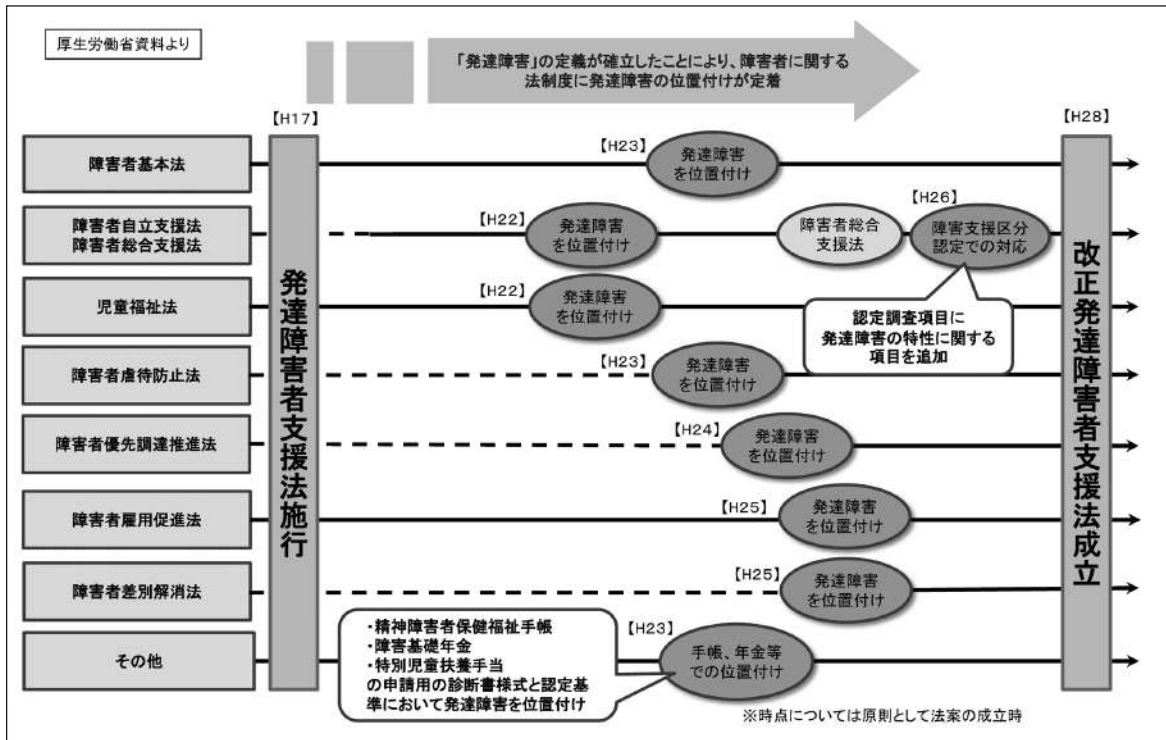 厚生労働省資料より
「発達障害」の定義が確立したことにより、障害者に関する
法制度に発達障害の位置付けが定着
【H17】
【H28】
発達障害者支援法施行
改正発達障害者支援法成立
障害者基本法
【H23】
発達障害
を位置付け
障害者自立支援法
障害者総合支援法
【H22】
発達障害
を位置付け
障害者総合
支援法
【H26】
障害支援区分
認定での対応
認定調査項目に
発達障害の特性に関する
項目を追加
児童福祉法
【H22】
発達障害
を位置付け
障害者虐待防止法
【H23】
発達障害
を位置付け
障害者優先調達推進法
【H24】
発達障害
を位置付け
障害者雇用促進法
【H25】
発達障害
を位置付け
障害者差別解消法
【H25】
発達障害
を位置付け
その他
・精神障害者保健福祉手帳
・障害基礎年金
・特別児童扶養手当
の申請用の診断書様式と認定基
準において発達障害を位置付け
【H23】
手帳、年金等
での位置付け
※時点については原則として法案の成立時